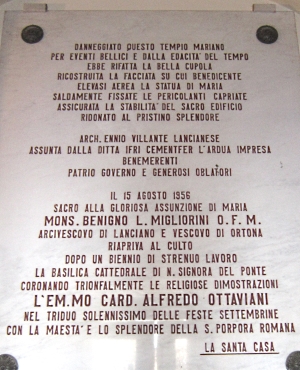 DANNEGGIATO QUESTO TEMPIO MARIANO
PER EVENTI BELLICI E DALLA EDACITA DEL TEMPO
EBBE RIFATTA LA BELLA CUPOLA
RICOSTRUITA LA FACCIATA SU CUI BENEDICENTE
ELEVASI AEREA LA STATUA DI MARIA
SALDAMENTE FISSATE LE PERICOLANTI CAPRIATE
ASSICURATA LA STABILITA' DEL SACRO EDIFICIO
RIDONATO AL PRISTINO SPLENDORE
ARCH. ENNIO VILLANTE LANCIANESE
ASSUNTA DALLA DITTA IFRI CEMENTFER L'ARDUA IMPRESA
BENEMERENTI
PATRIO GOVERNO E GENEROSI OBLATORI
IL 15 AGOSTO 1956
SACRO ALLA GLORIOSA ASSUNZIONE DI MARIA
MONS. BENIGNO L. MIGLIORINI O.F.M.
ARCIVESCOVO DI LANCIANO E VESCOVO DI ORTONA
RIAPRIVA AL CULTO
DOPO UN BIENNIO DI STRENUO LAVORO
LA BASILICA CATTEDRALE DI N. SIGNORA DEL PONTE
CORONANDO TRIONFALMENTE LE RELIGIOSE DIMOSTRAZIONI
L'EM.MO CARD. ALFREDO OTTAVIANI
NEL TRIDUO SOLENNISSIMO DELLE FESTE SETTEMBRINE
CON LA MAESTA' E LO SPLENDORE DELLA S. PORPORA ROMANA
LA SANTA CASA